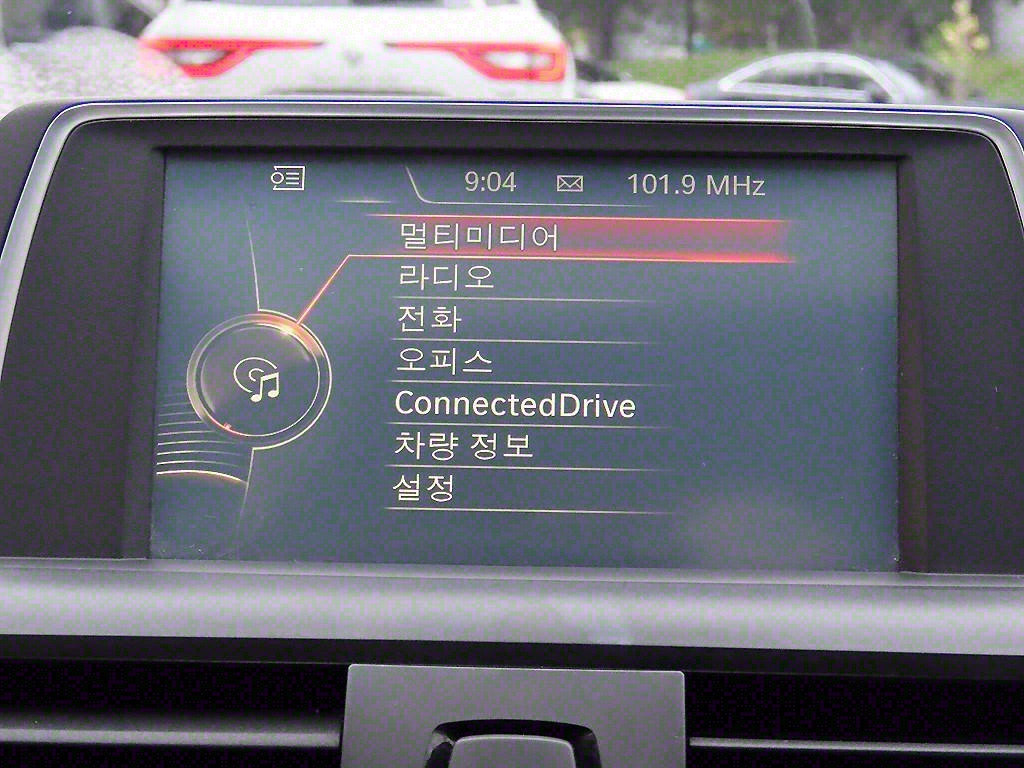 9:04 101.9 MHz
멀티미디어
라디오
전화
오피스
ConnectedDrive
차량 정보
설정